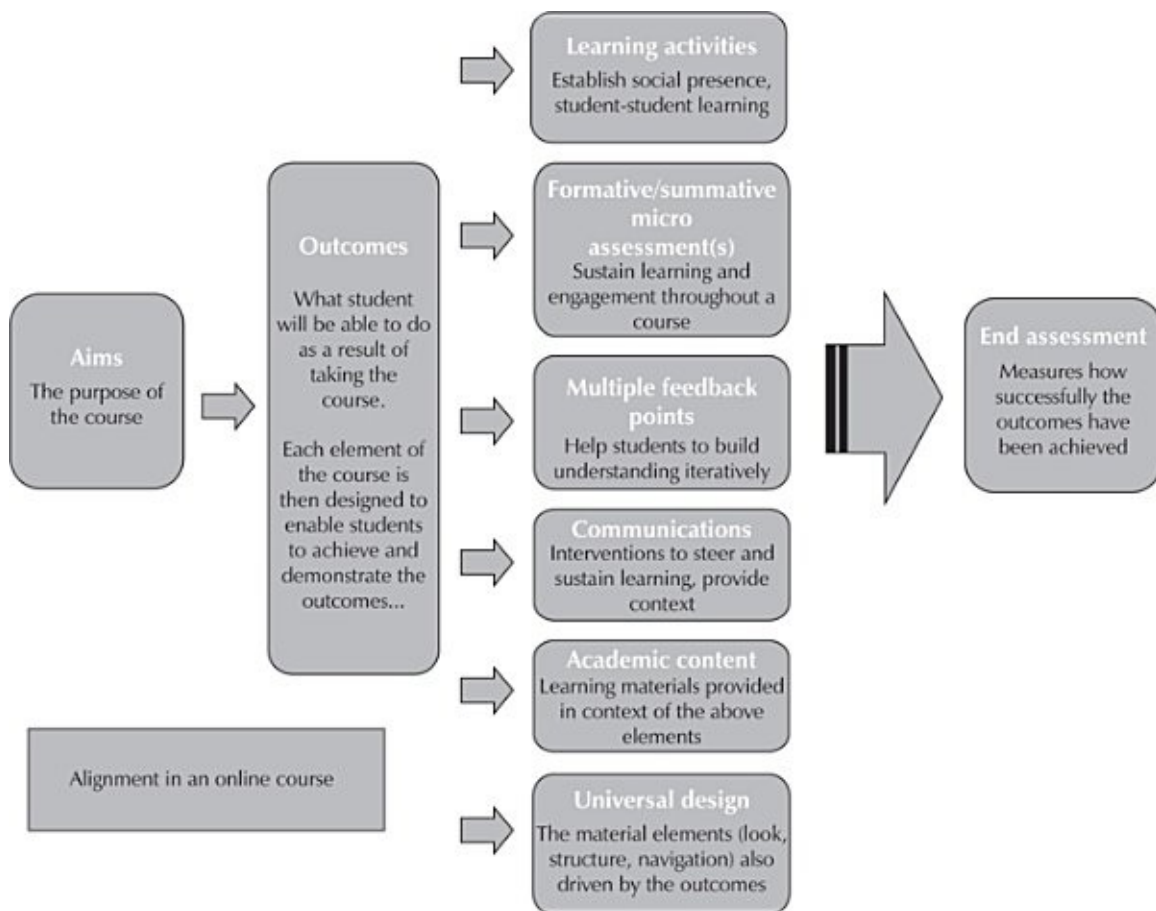 Aims
The purpose of
the course
Outcomes
What student
will be able to do
as a result of
taking the
course.
Each element of
the course is
then designed to
enable students
to achieve and
demonstrate the
outcomes...
Learning activities
Establish social presence,
student-student learning
Formative/summative
micro
assessment(s)
Sustain learning and
engagement throughout a
course
Multiple feedback
points
Help students to build
understanding iteratively
Communications
Interventions to steer and
sustain learning, provide
context
Academic content
Learning materials provided
in context of the above
elements
Universal design
The material elements (look,
structure, navigation) also
driven by the outcomes
End assessment
Measures how
successfully the
outcomes have
been achieved
Alignment in an online course